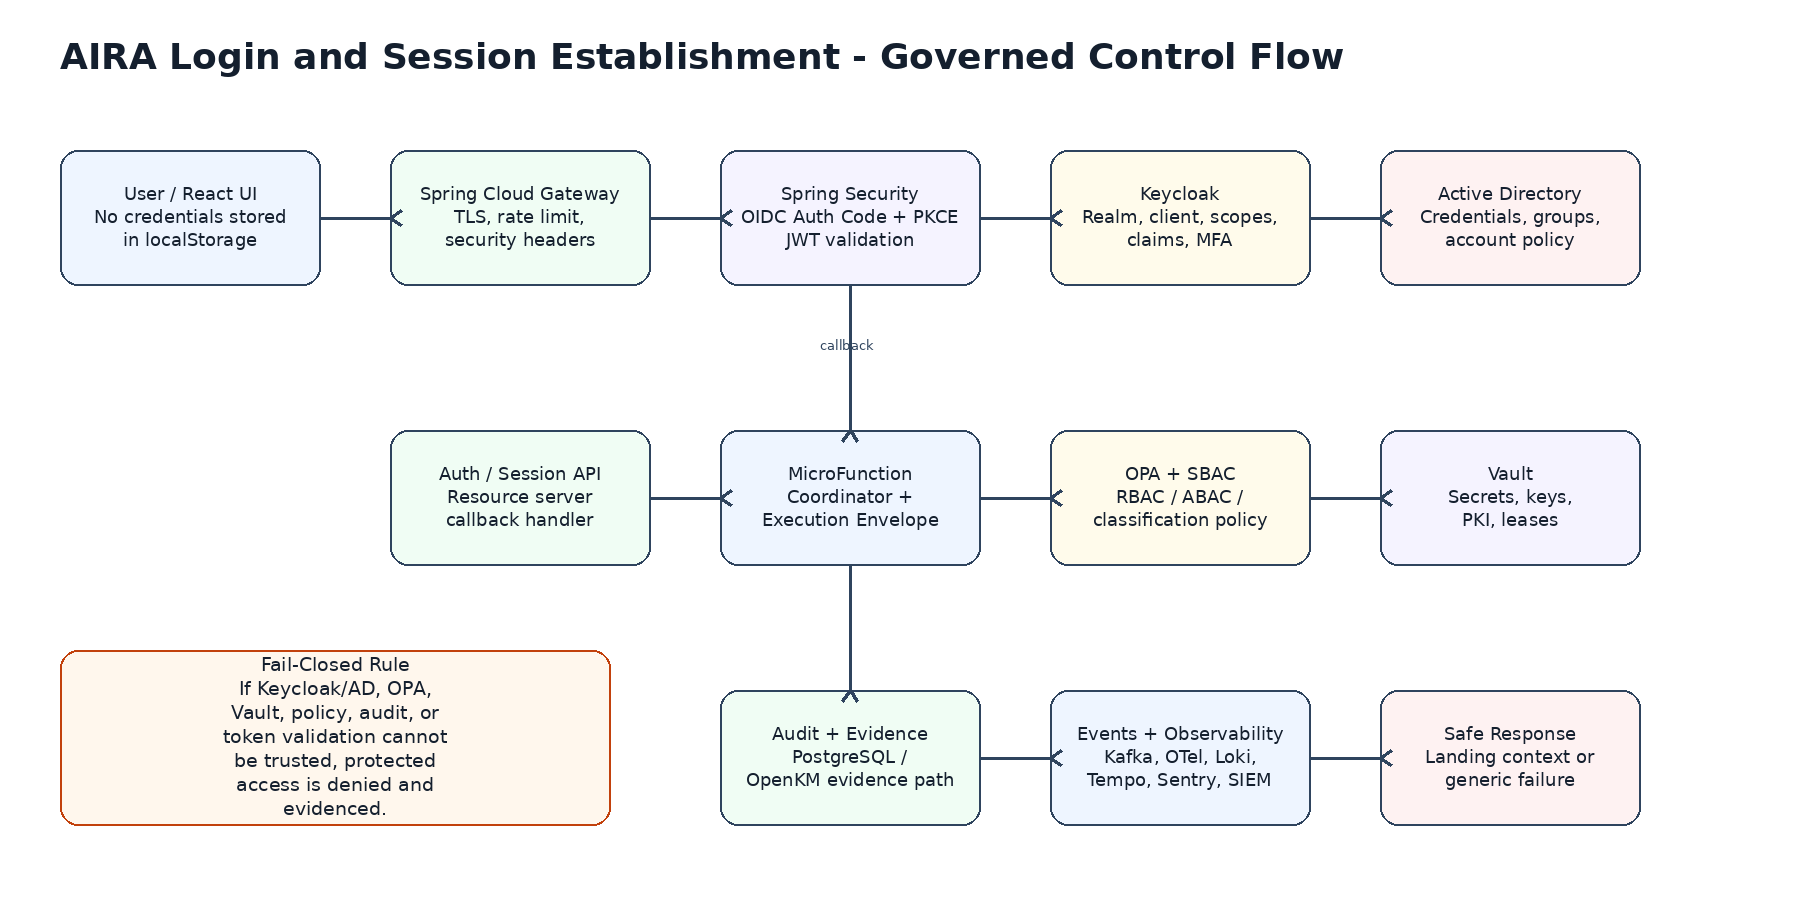 AIRA Login and Session Establishment - Governed Control Flow
User / React UI
No credentials stored
in localStorage
Spring Cloud Gateway
TLS, rate limit,
security headers
Spring Security
OIDC Auth Code + PKCE
JWT validation
Keycloak
Realm, client, scopes,
claims, MFA
Active Directory
Credentials, groups,
account policy
callback
Auth / Session API
Resource server
callback handler
MicroFunction
Coordinator +
Execution Envelope
OPA + SBAC
RBAC / ABAC /
classification policy
Vault
Secrets, keys,
PKI, leases
Fail-Closed Rule
If Keycloak/AD, OPA,
Vault, policy, audit, or
token validation cannot
be trusted, protected
access is denied and
evidenced.
Audit + Evidence
PostgreSQL /
OpenKM evidence path
Events + Observability
Kafka, OTel, Loki,
Tempo, Sentry, SIEM
Safe Response
Landing context or
generic failure